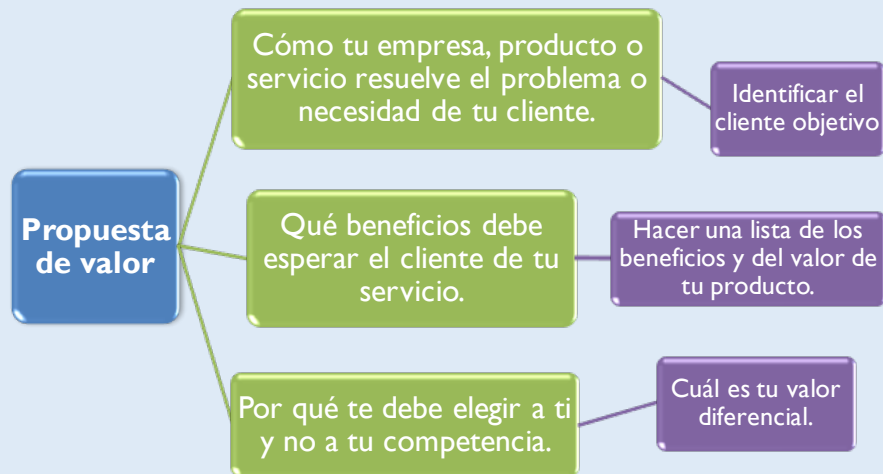 Cómo tu empresa, producto o
servicio resuelve el problema o
necesidad de tu cliente.
Identificar el
cliente objetivo
Propuesta
de valor
Qué beneficios debe
esperar el cliente de tu
servicio.
Hacer una lista de los
beneficios y del valor de
tu producto.
Por qué te debe elegir a ti
y no a tu competencia.
Cuál es tu valor
diferencial.